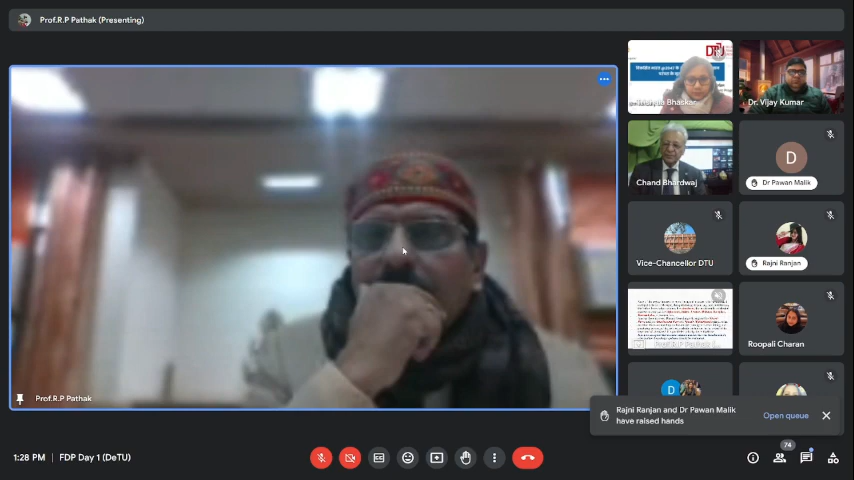 Prof.R.P Pathak (Presenting)
DTU
Bhaskar
Dr. Vijay Kumar
Chand Bhardwaj
D
Dr Pawan Malik
Vice-Chancellor DTU
Rajni Ranjan
Roopali Charan
D
Prof.R.P Pathak
Rajni Ranjan and Dr Pawan Malik
have raised hands
Open queue
1:28 PM | FDP Day 1 (DeTU)
74